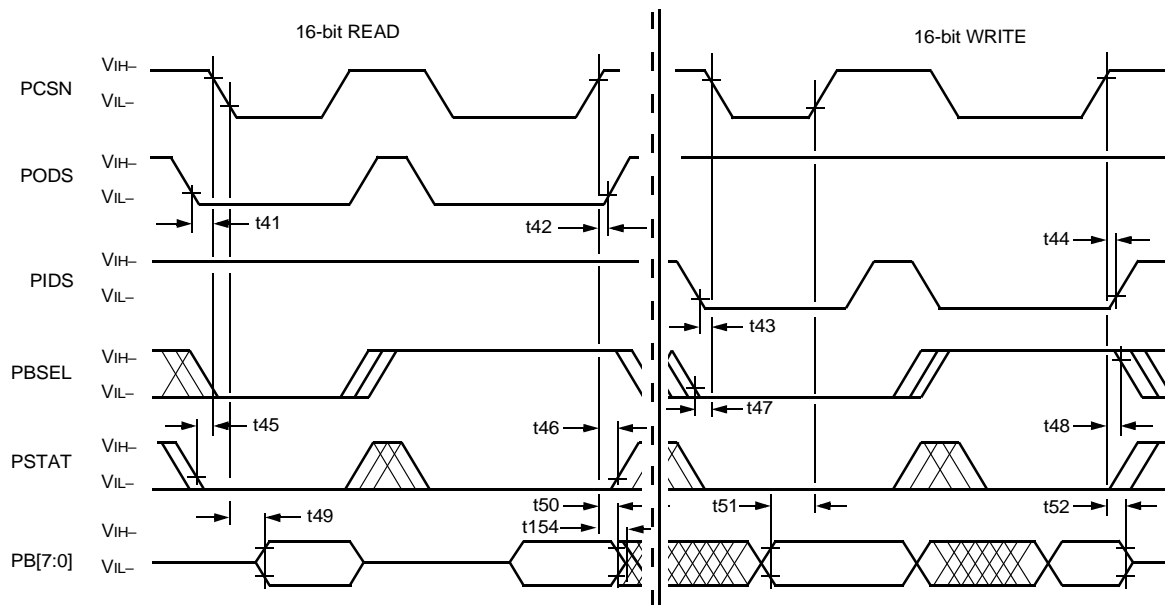 16-bit READ
16-bit WRITE
PCSN
VIH–
VIL–
PODS
VIH–
VIL–
t41
t42
t44
PIDS
VIH–
VIL–
t43
PBSEL
VIH–
VIL–
t45
t46
t47
t48
PSTAT
VIH–
VIL–
t49
t50
t154
t51
t52
PB[7:0]
VIH–
VIL–